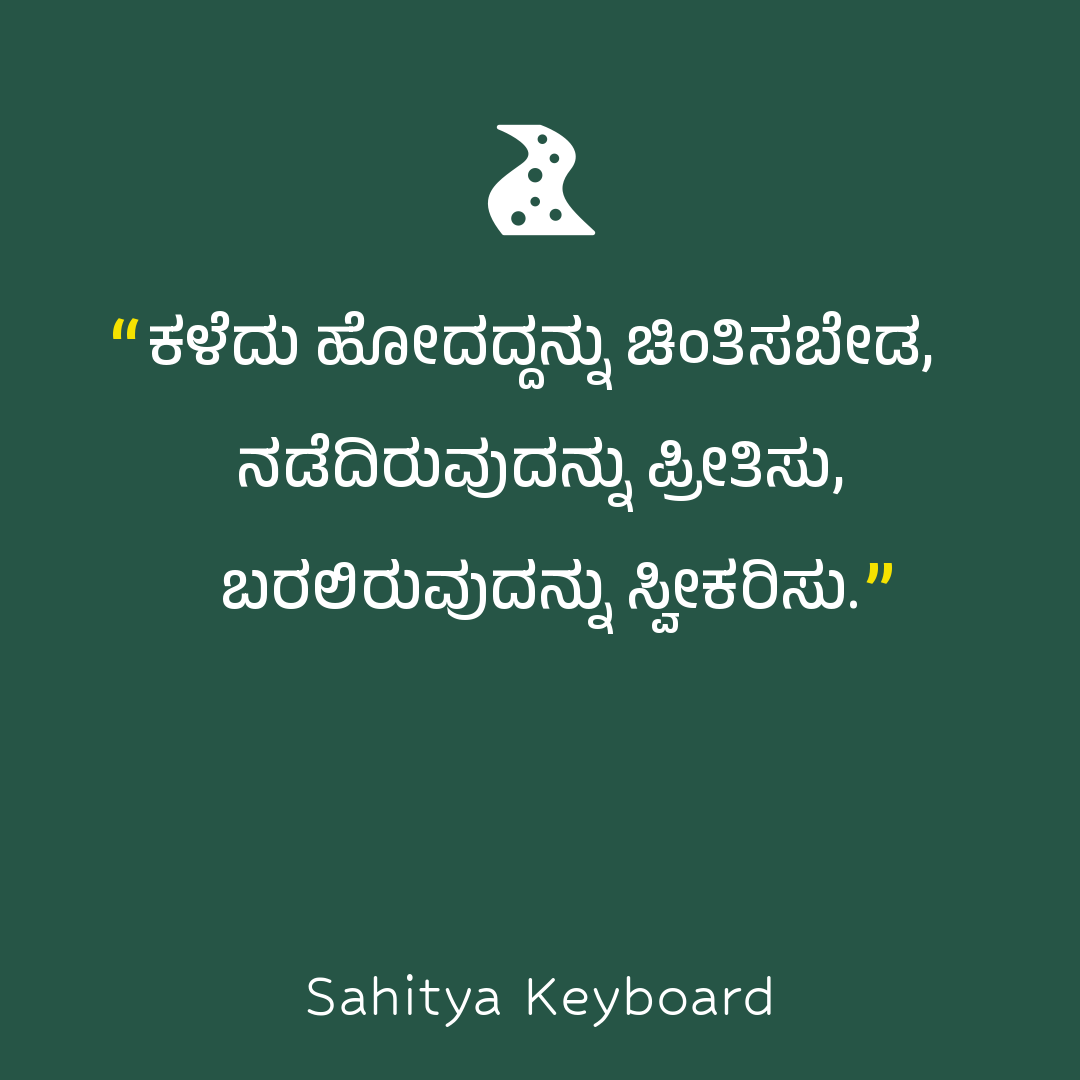 “ಕಳೆದು ಹೋದದ್ದನ್ನು ಚಿಂತಿಸಬೇಡ,
ನಡೆದಿರುವುದನ್ನು ಪ್ರೀತಿಸು,
ಬರಲಿರುವುದನ್ನು ಸ್ವೀಕರಿಸು.”
Sahitya Keyboard